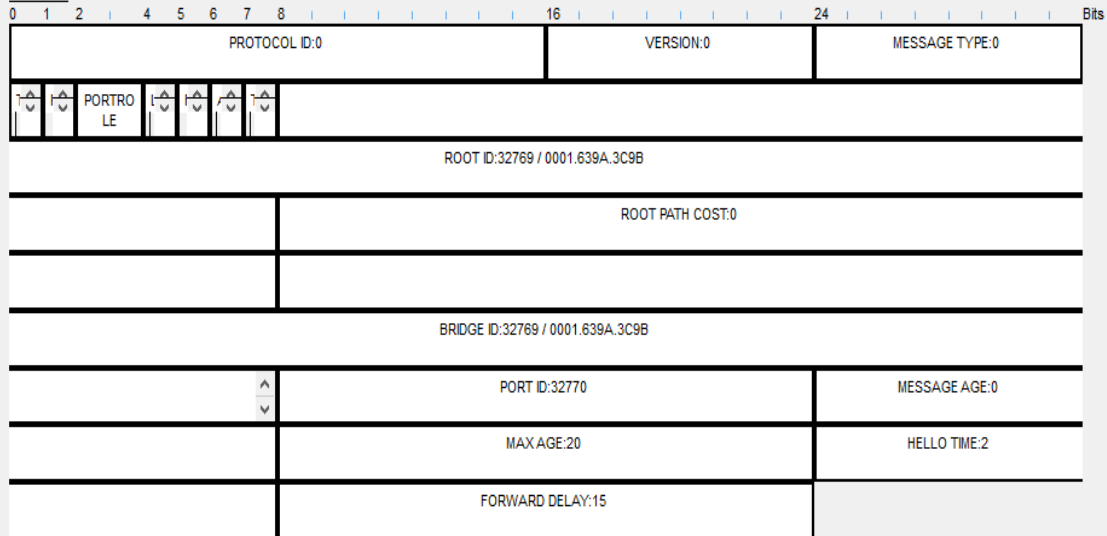 0 1 2 4 5 6 7 8 16 24 Bits
PROTOCOL ID:0 VERSION:0 MESSAGE TYPE:0
PORTRO
LE
ROOT ID:32769 / 0001.639A.3C9B
ROOT PATH COST:0
BRIDGE ID:32769 / 0001.639A.3C9B
PORT ID:32770 MESSAGE AGE:0
MAX AGE:20 HELLO TIME:2
FORWARD DELAY:15